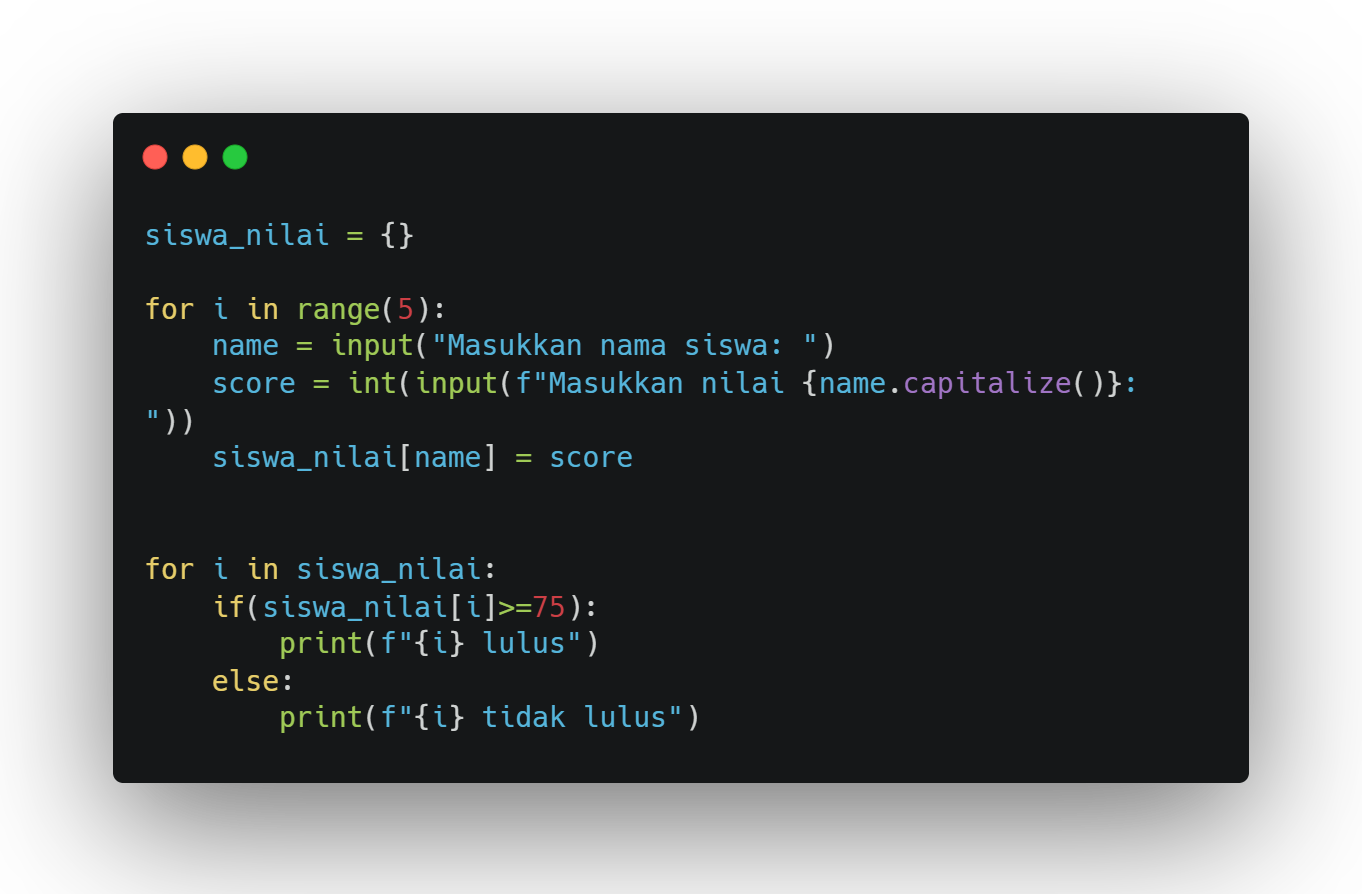 siswa_nilai = {}

for i in range(5):
    name = input("Masukkan nama siswa: ")
    score = int(input(f"Masukkan nilai {name.capitalize()}:
"))
    siswa_nilai[name] = score


for i in siswa_nilai:
    if(siswa_nilai[i]>=75):
        print(f"{i} lulus")
    else:
        print(f"{i} tidak lulus")